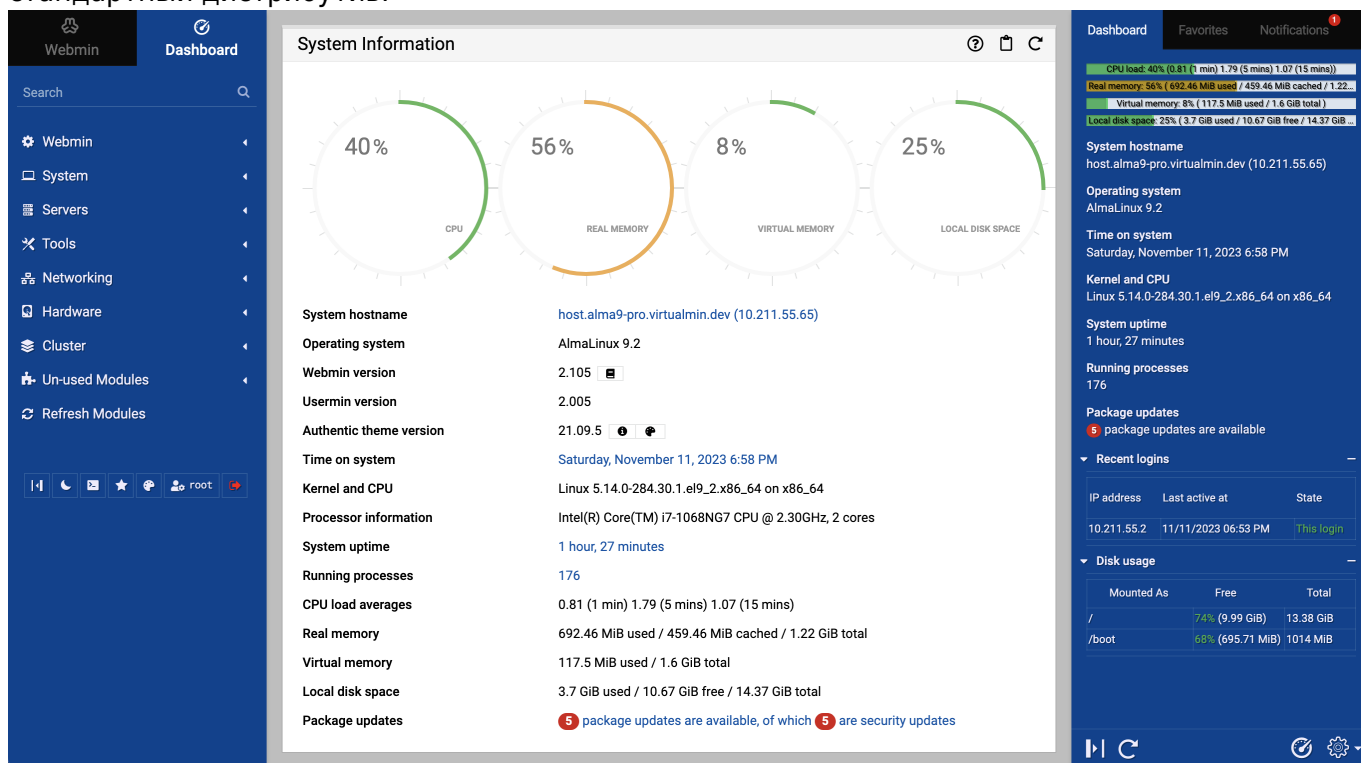 стандартный дистрибутив.
Webmin
Dashboard
Search
Webmin
System
Servers
Tools
Networking
Hardware
Cluster
Un-used Modules
Refresh Modules
root
System Information
40%
CPU
56%
REAL MEMORY
8%
VIRTUAL MEMORY
25%
LOCAL DISK SPACE
System hostname host.alma9-pro.virtualmin.dev (10.211.55.65)
Operating system AlmaLinux 9.2
Webmin version 2.105
Usermin version 2.005
Authentic theme version 21.09.5
Time on system Saturday, November 11, 2023 6:58 PM
Kernel and CPU Linux 5.14.0-284.30.1.el9_2.x86_64 on x86_64
Processor information Intel(R) Core(TM) i7-1068NG7 CPU @ 2.30GHz, 2 cores
System uptime 1 hour, 27 minutes
Running processes 176
CPU load averages 0.81 (1 min) 1.79 (5 mins) 1.07 (15 mins)
Real memory 692.46 MiB used / 459.46 MiB cached / 1.22 GiB total
Virtual memory 117.5 MiB used / 1.6 GiB total
Local disk space 3.7 GiB used / 10.67 GiB free / 14.37 GiB total
Package updates 5 package updates are available, of which 5 are security updates
Dashboard Favorites Notifications 1
CPU load: 40% (0.81 (1 min) 1.79 (5 mins) 1.07 (15 mins))
Real memory: 56% ( 692.46 MiB used / 459.46 MiB cached / 1.22...
Virtual memory: 8% ( 117.5 MiB used / 1.6 GiB total )
Local disk space: 25% ( 3.7 GiB used / 10.67 GiB free / 14.37 GiB ...
System hostname
host.alma9-pro.virtualmin.dev (10.211.55.65)
Operating system
AlmaLinux 9.2
Time on system
Saturday, November 11, 2023 6:58 PM
Kernel and CPU
Linux 5.14.0-284.30.1.el9_2.x86_64 on x86_64
System uptime
1 hour, 27 minutes
Running processes
176
Package updates
5 package updates are available
Recent logins
IP address Last active at State
10.211.55.2 11/11/2023 06:53 PM This login
Disk usage
Mounted As Free Total
/ 74% (9.99 GiB) 13.38 GiB
/boot 68% (695.71 MiB) 1014 MiB